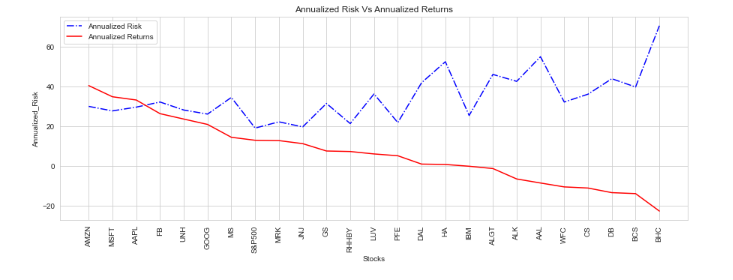 Annualized Risk Vs Annualized Returns
Annualized Risk
Annualized Returns
Annualized_Risk
60
40
20
0
−20
AMZN
MSFT
AAPL
FB
UNH
GOOG
MS
S&P500
MRK
JNJ
GS
RHHBY
LUV
PFE
DAL
HA
IBM
ALGT
ALK
AAL
WFC
CS
DB
BCS
BHC
Stocks